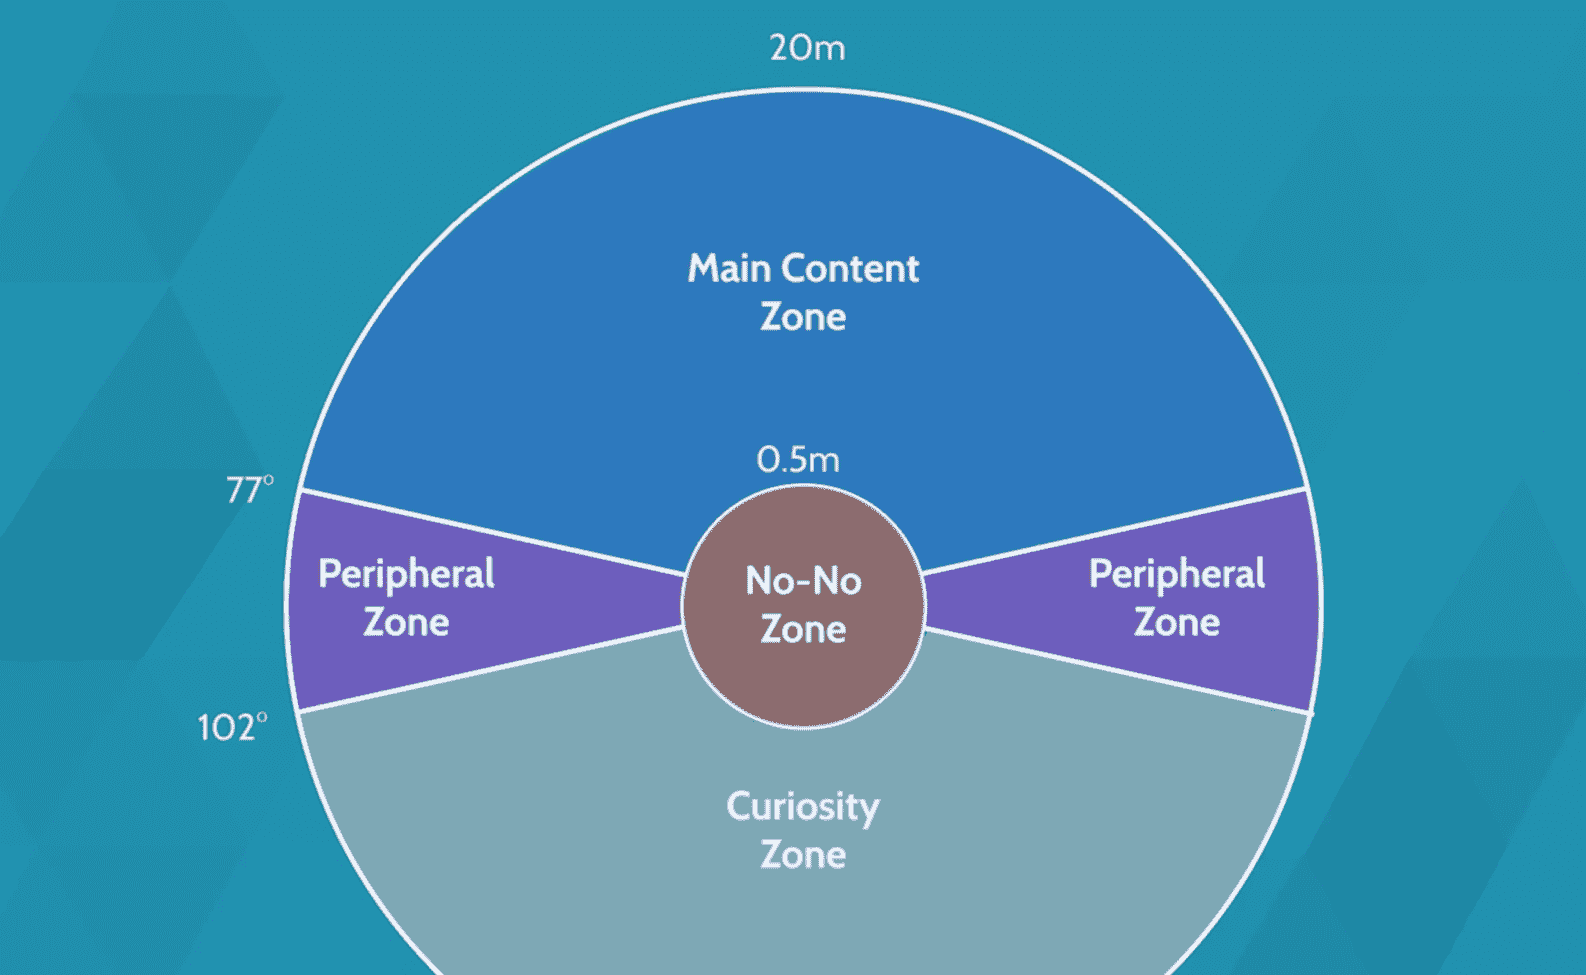 20m
Main Content
Zone
0.5m
77°
Peripheral
Zone
No-No
Zone
Peripheral
Zone
102°
Curiosity
Zone